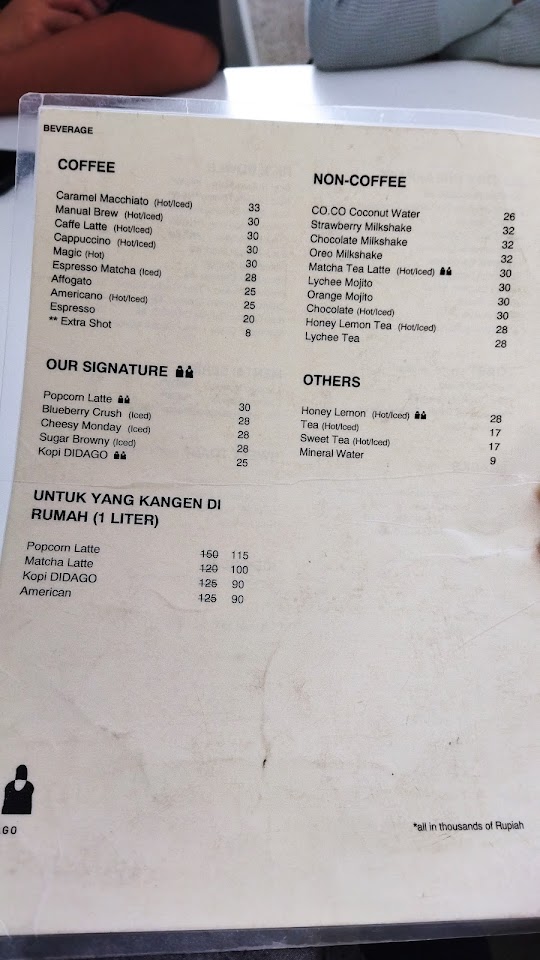 BEVERAGE
COFFEE
Caramel Macchiato (Hot/Iced) 33
Manual Brew (Hot/Iced) 30
Caffe Latte (Hot/Iced) 30
Cappuccino (Hot/Iced) 30
Magic (Hot) 30
Espresso Matcha (Iced) 28
Affogato 25
Americano (Hot/Iced) 25
Espresso 20
** Extra Shot 8
OUR SIGNATURE
Popcorn Latte 30
Blueberry Crush (Iced) 28
Cheesy Monday (Iced) 28
Sugar Browny (Iced) 28
Kopi DIDAGO 25
UNTUK YANG KANGEN DI
RUMAH (1 LITER)
Popcorn Latte 150 115
Matcha Latte 120 100
Kopi DIDAGO 125 90
American 125 90
NON-COFFEE
CO.CO Coconut Water 26
Strawberry Milkshake 32
Chocolate Milkshake 32
Oreo Milkshake 32
Matcha Tea Latte (Hot/Iced) 30
Lychee Mojito 30
Orange Mojito 30
Chocolate (Hot/Iced) 30
Honey Lemon Tea (Hot/Iced) 28
Lychee Tea 28
OTHERS
Honey Lemon (Hot/Iced) 28
Tea (Hot/Iced) 17
Sweet Tea (Hot/Iced) 17
Mineral Water 9
GO
*all in thousands of Rupiah